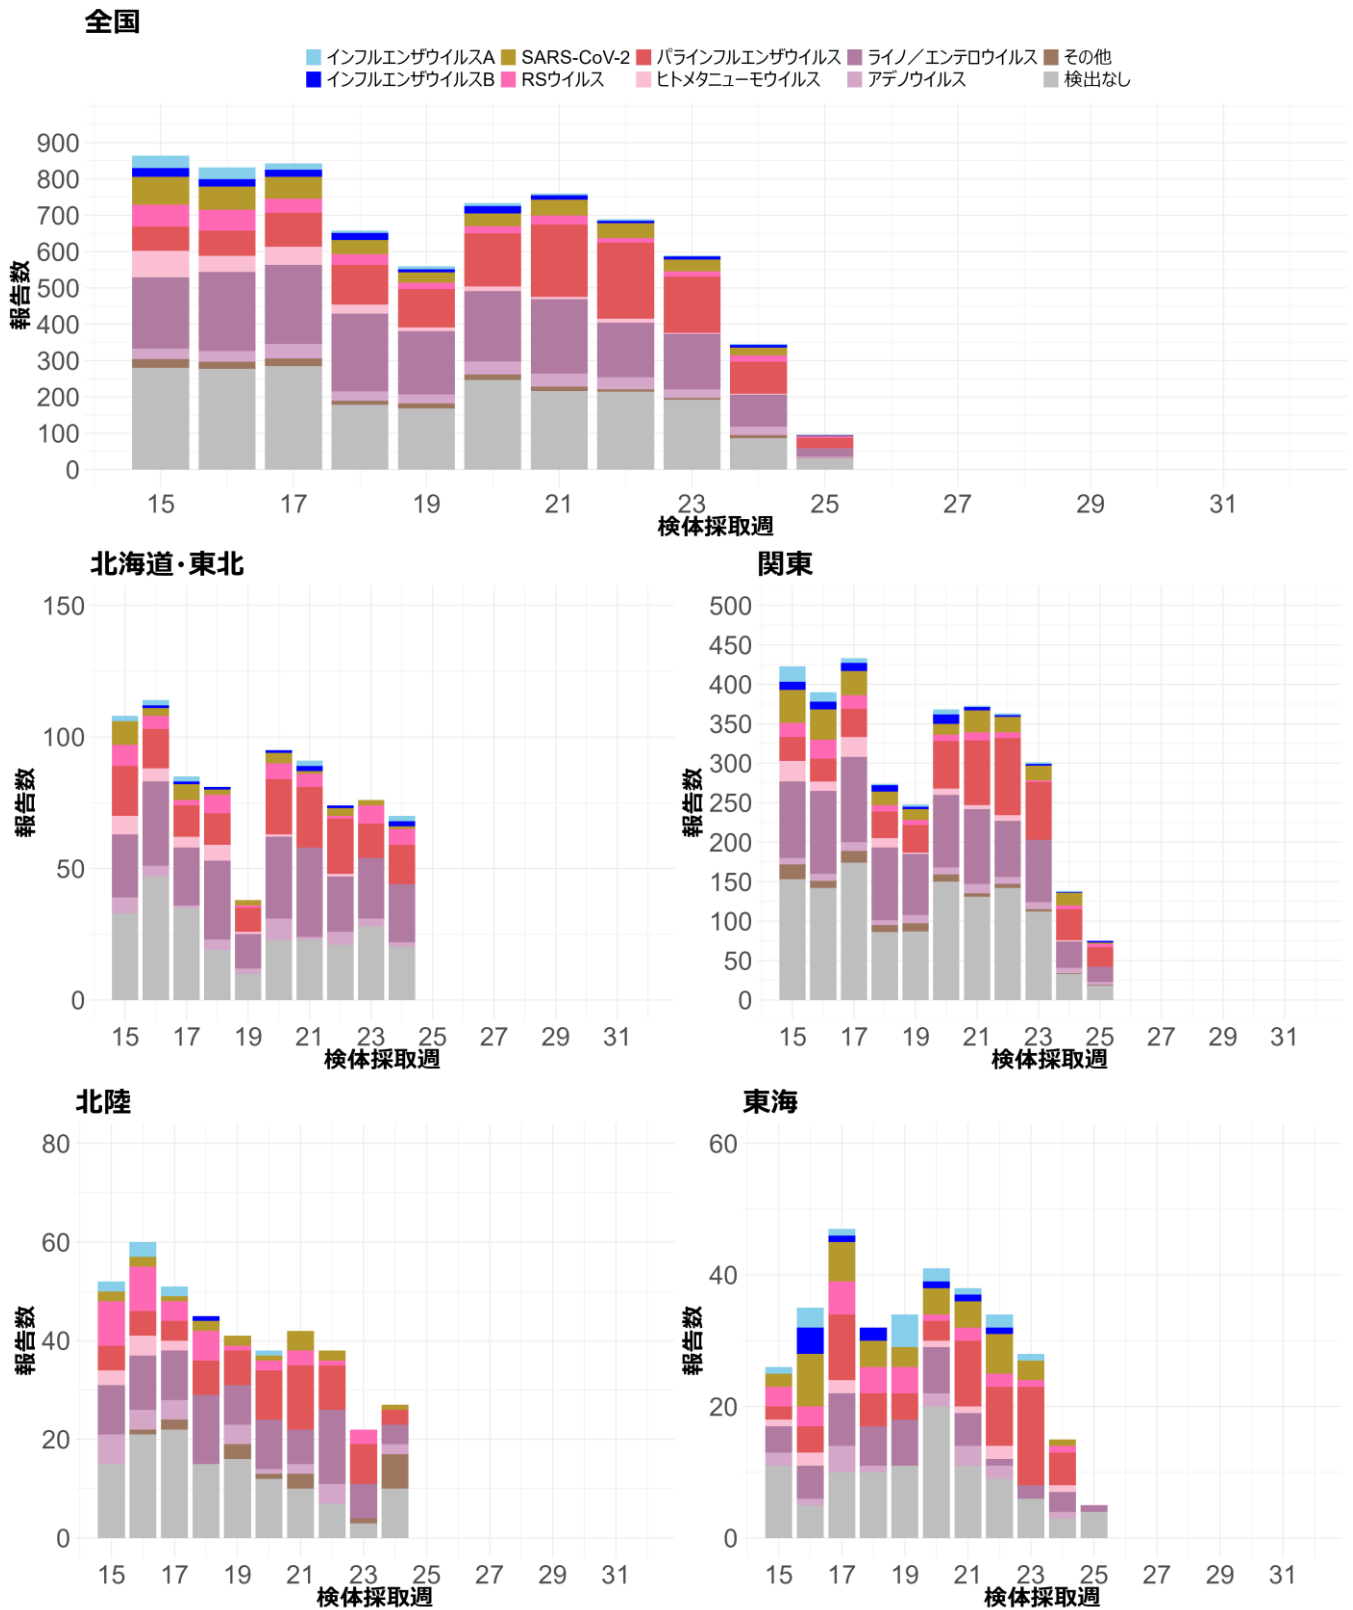 全国
インフルエンザウイルスA SARS-CoV-2 パラインフルエンザウイルス ライノ／エンテロウイルス その他
インフルエンザウイルスB RSウイルス ヒトメタニューモウイルス アデノウイルス 検出なし
900
800
700
600
500
400
300
200
100
0
報告数
15 17 19 21 23 25 27 29 31
検体採取週
北海道・東北
150
100
50
0
報告数
15 17 19 21 23 25 27 29 31
検体採取週
関東
500
450
400
350
300
250
200
150
100
50
0
報告数
15 17 19 21 23 25 27 29 31
検体採取週
北陸
80
60
40
20
0
報告数
15 17 19 21 23 25 27 29 31
検体採取週
東海
60
40
20
0
報告数
15 17 19 21 23 25 27 29 31
検体採取週